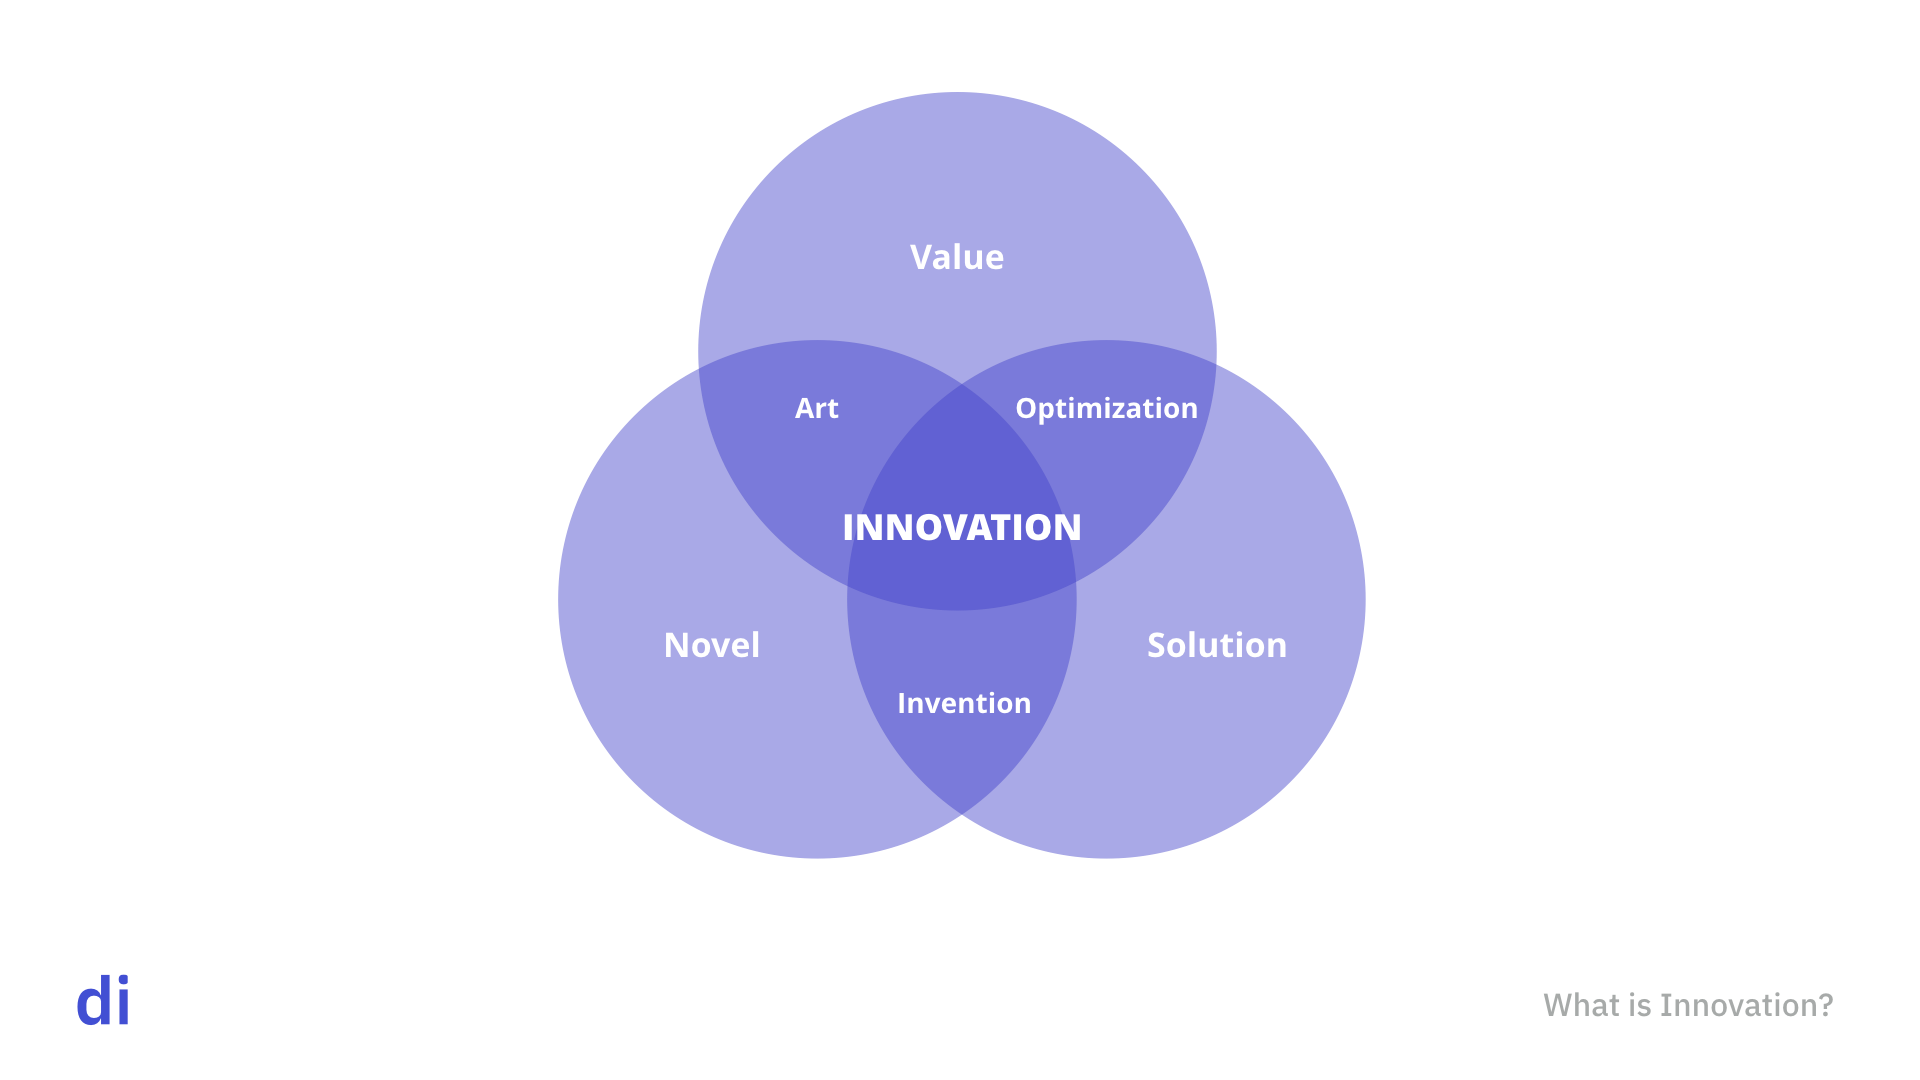 Value
Art
Optimization
INNOVATION
Novel
Solution
Invention
di
What is Innovation?